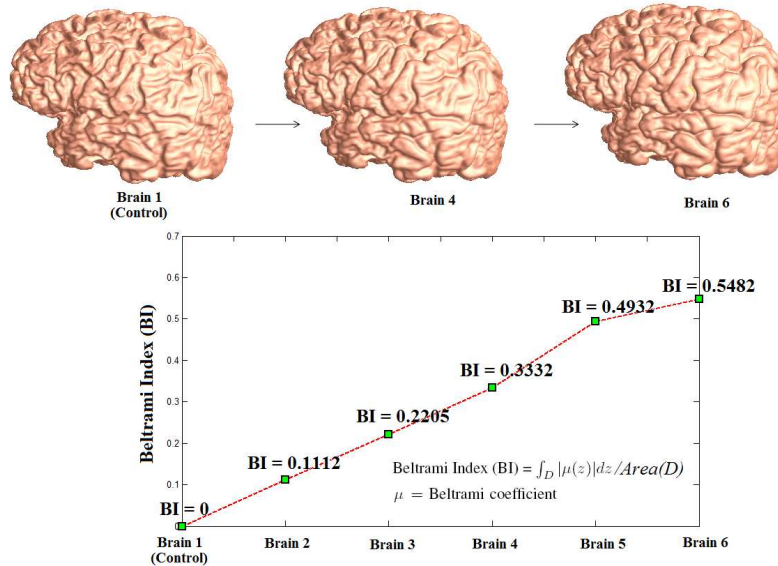 Brain 1
(Control)
Brain 4
Brain 6
Beltrami Index (BI)
0.7
0.6
0.5
0.4
0.3
0.2
0.1
0
BI = 0
BI = 0.1112
BI = 0.2205
BI = 0.3332
BI = 0.4932
BI = 0.5482
Beltrami Index (BI) = ∫_D |μ(z)|dz/Area(D)
μ = Beltrami coefficient
Brain 1
(Control)
Brain 2
Brain 3
Brain 4
Brain 5
Brain 6